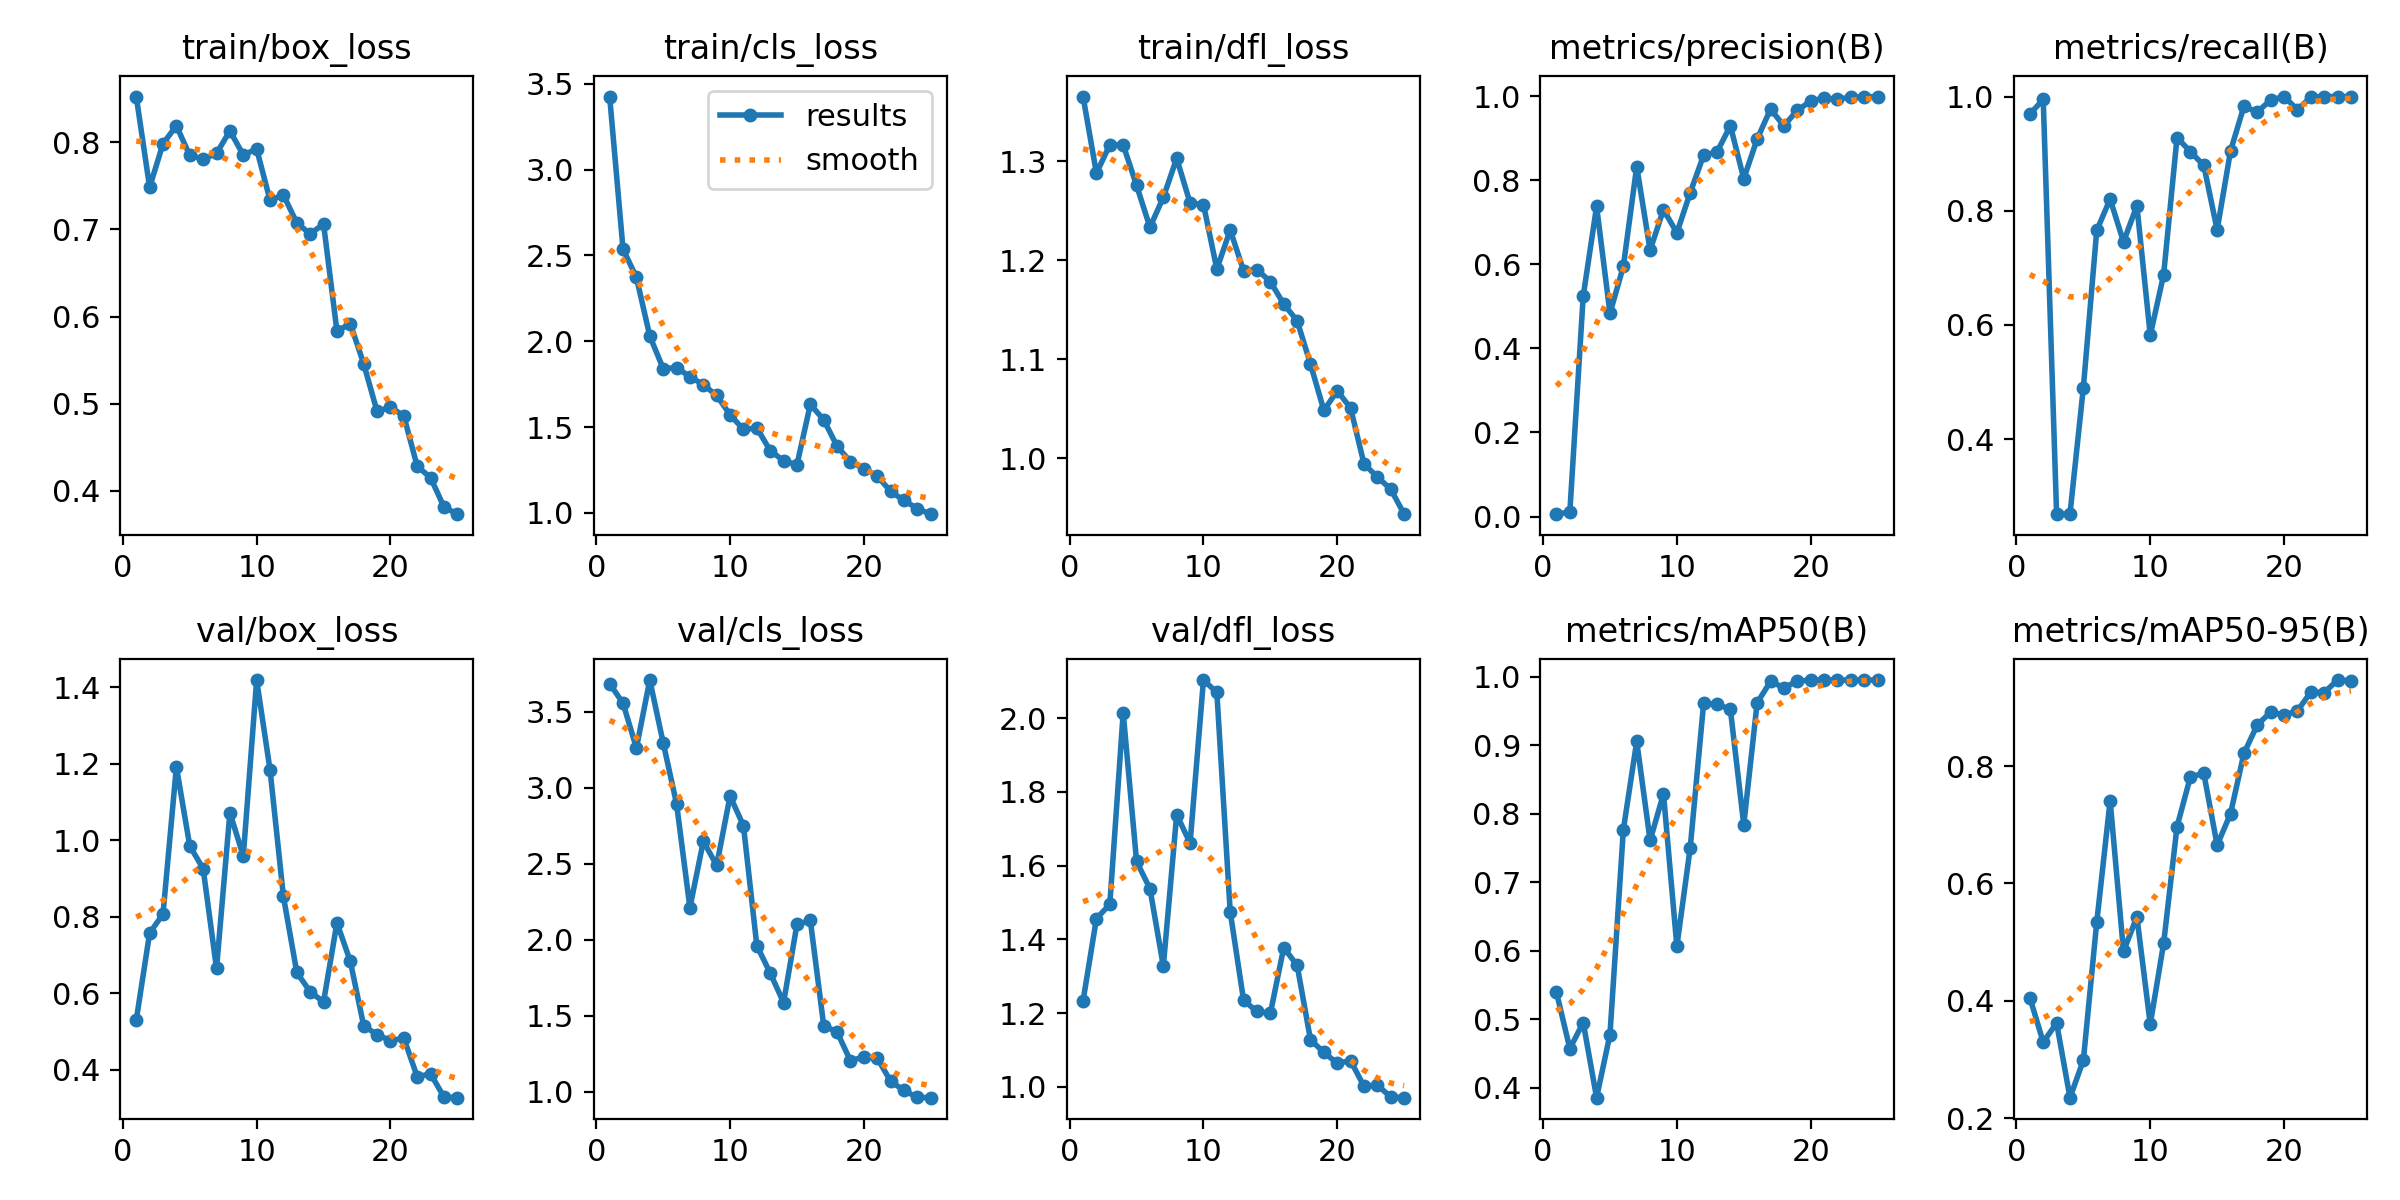 train/box_loss
0.8
0.7
0.6
0.5
0.4
0 10 20
train/cls_loss
3.5
3.0
2.5
2.0
1.5
1.0
results
smooth
0 10 20
train/dfl_loss
1.3
1.2
1.1
1.0
0 10 20
metrics/precision(B)
1.0
0.8
0.6
0.4
0.2
0.0
0 10 20
metrics/recall(B)
1.0
0.8
0.6
0.4
0 10 20
val/box_loss
1.4
1.2
1.0
0.8
0.6
0.4
0 10 20
val/cls_loss
3.5
3.0
2.5
2.0
1.5
1.0
0 10 20
val/dfl_loss
2.0
1.8
1.6
1.4
1.2
1.0
0 10 20
metrics/mAP50(B)
1.0
0.9
0.8
0.7
0.6
0.5
0.4
0 10 20
metrics/mAP50-95(B)
0.8
0.6
0.4
0.2
0 10 20